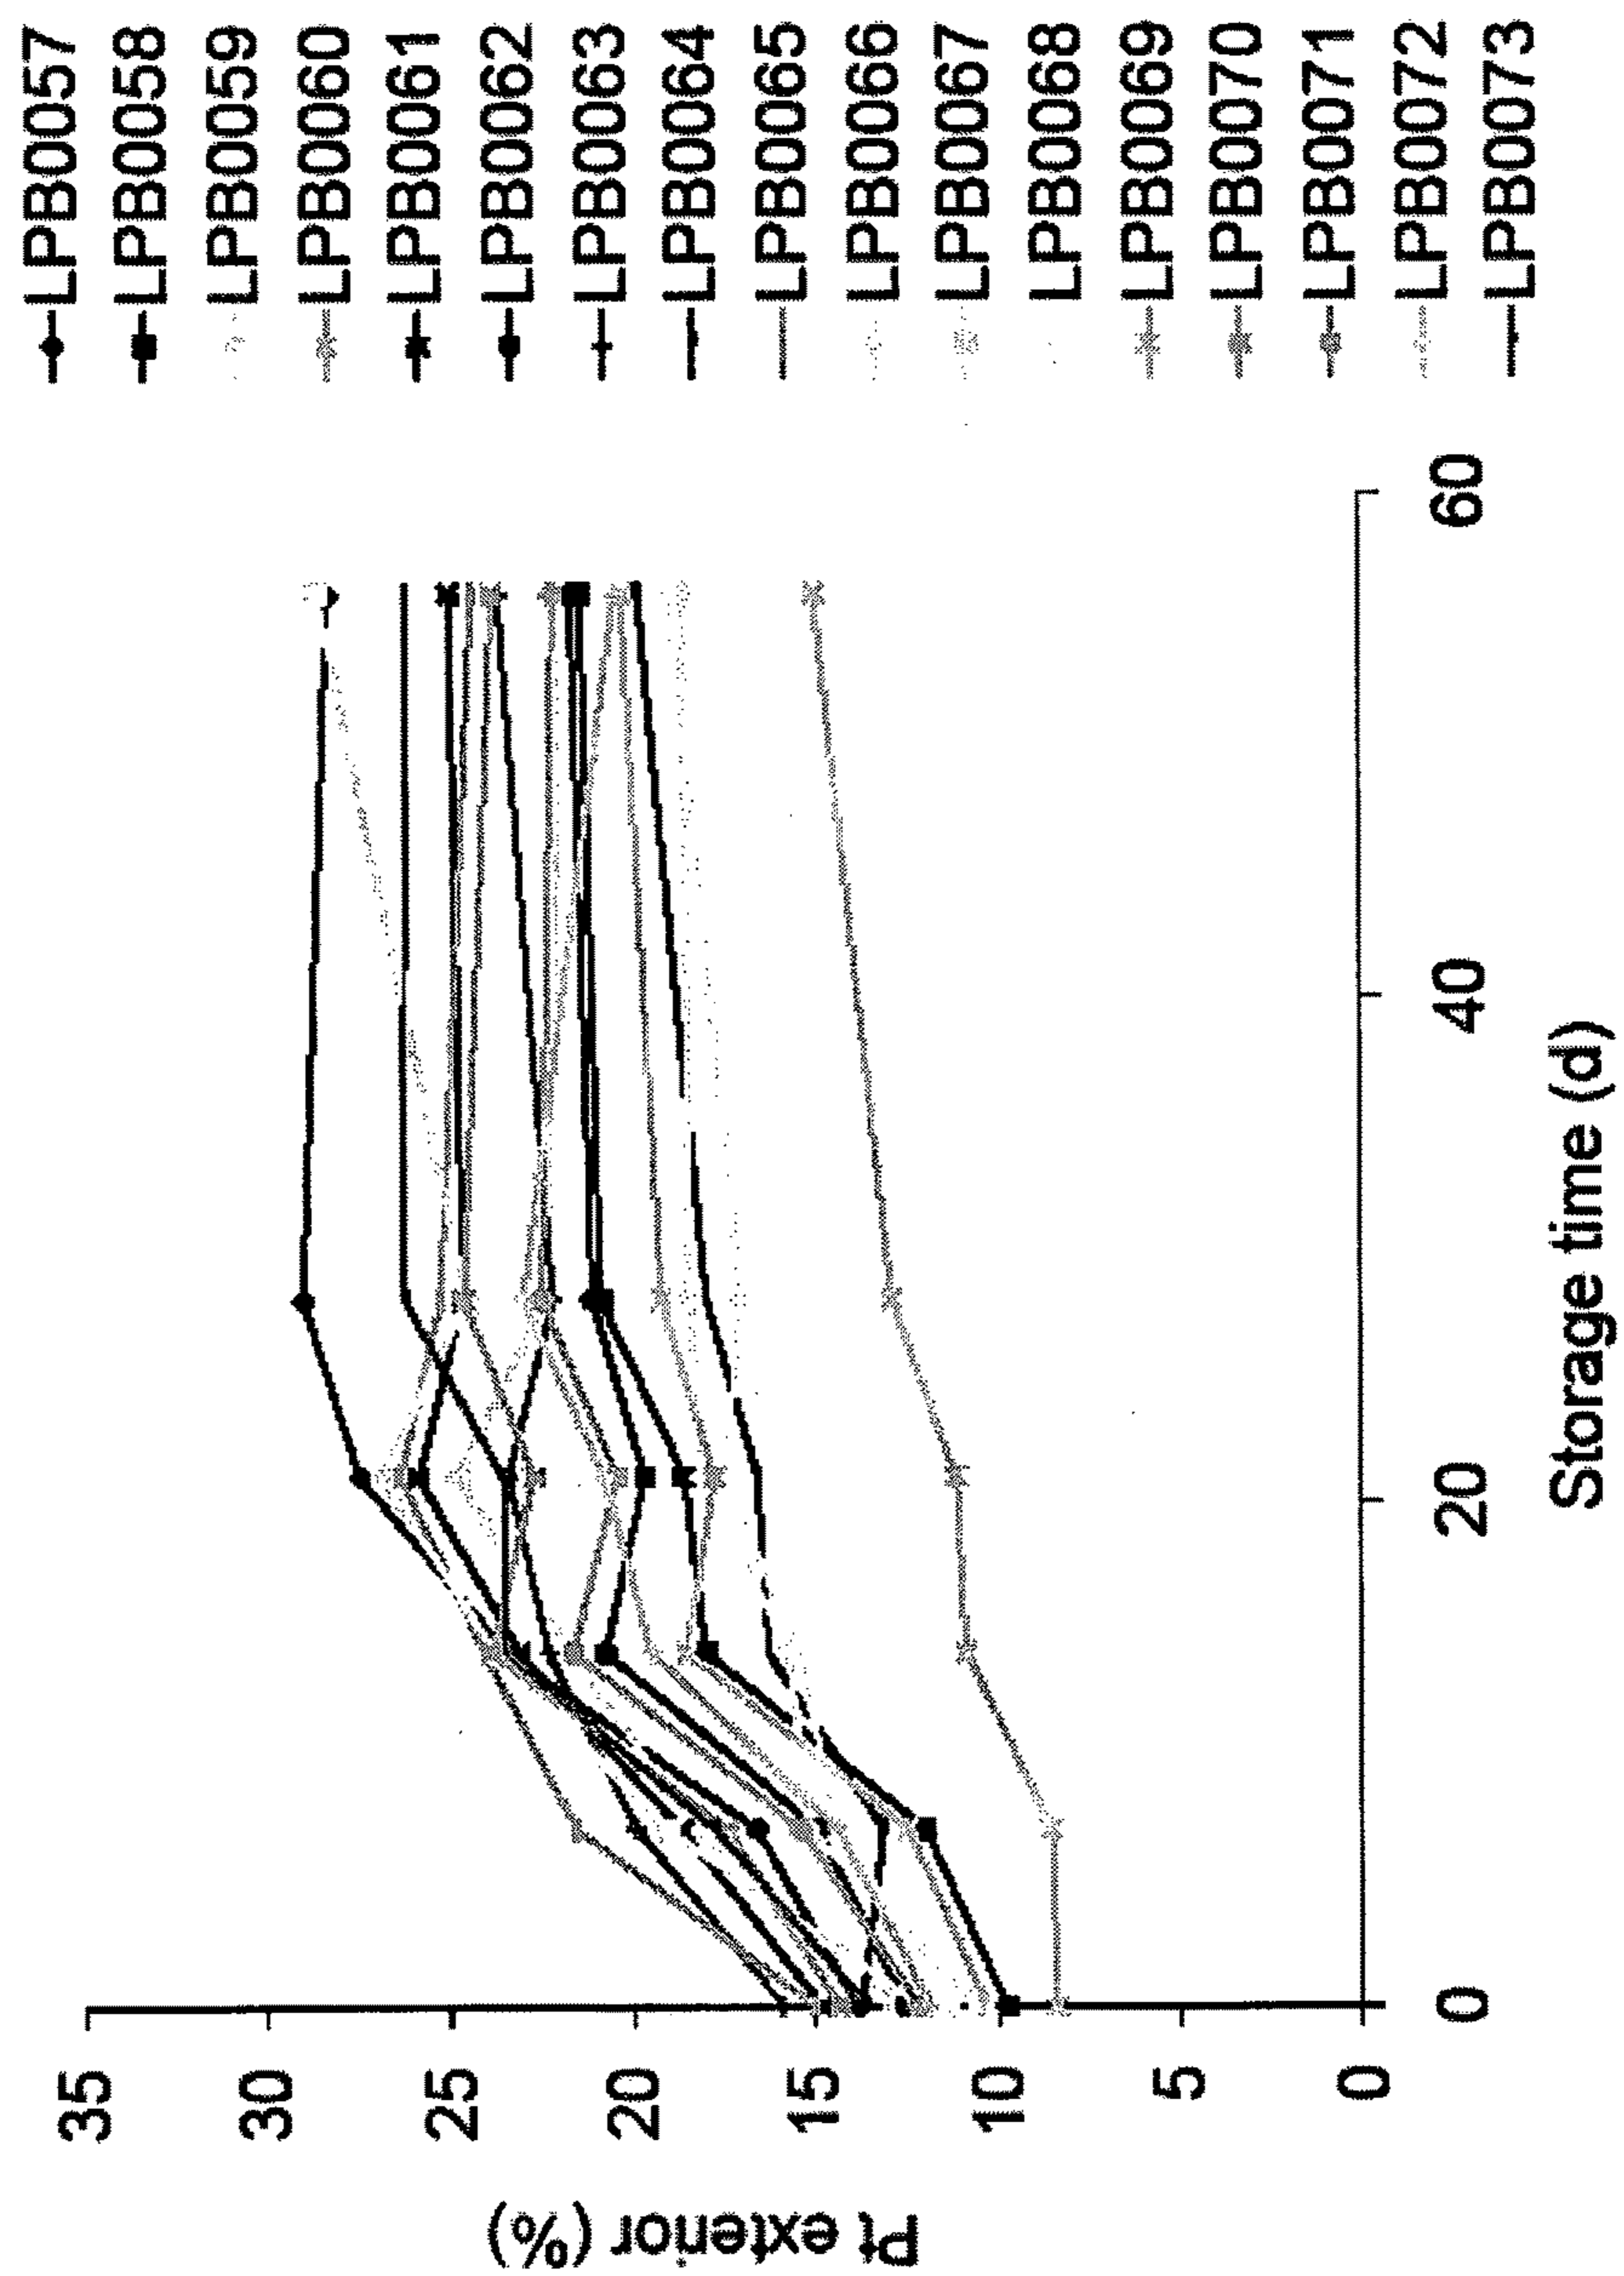 Pt exterior (%)
35
30
25
20
15
10
5
0
0
20
40
60
Storage time (d)
LPB0057
LPB0058
LPB0059
LPB0060
LPB0061
LPB0062
LPB0063
LPB0064
LPB0065
LPB0066
LPB0067
LPB0068
LPB0069
LPB0070
LPB0071
LPB0072
LPB0073